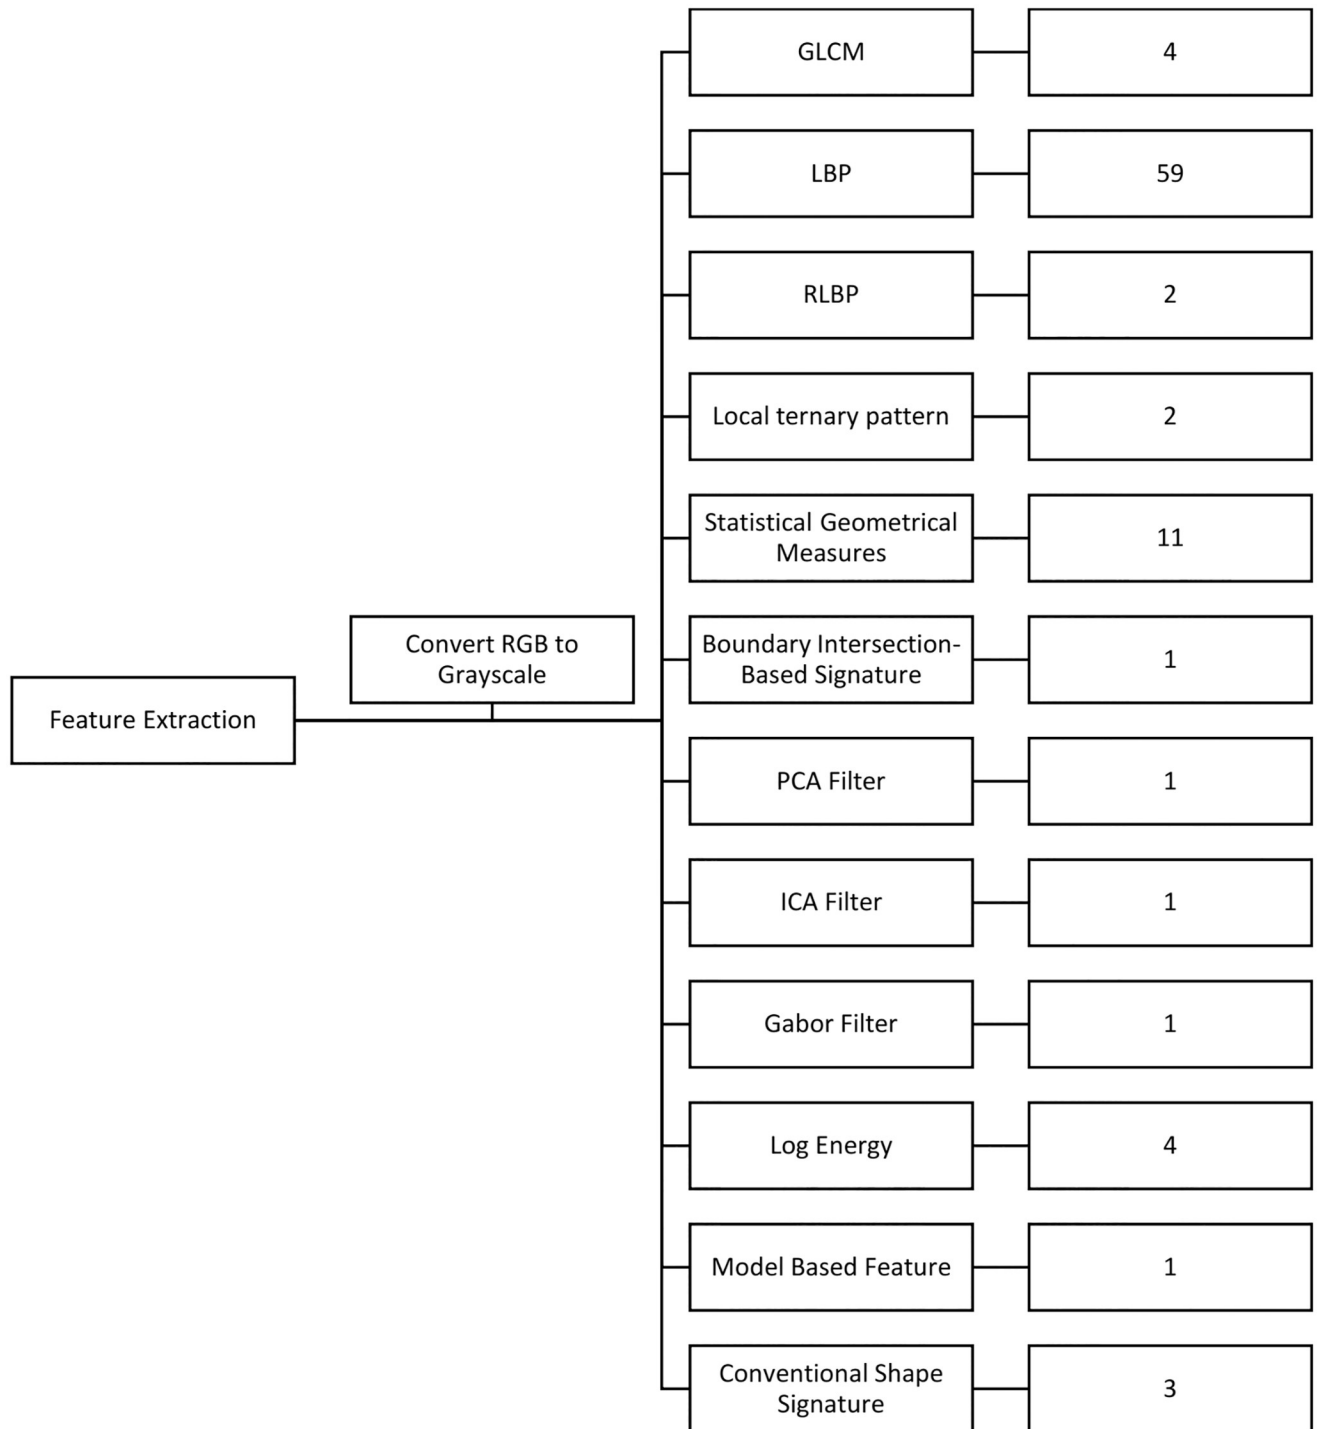 GLCM
4
LBP
59
RLBP
2
Local ternary pattern
2
Statistical Geometrical
Measures
11
Boundary Intersection-
Based Signature
1
Convert RGB to
Grayscale
Feature Extraction
PCA Filter
1
ICA Filter
1
Gabor Filter
1
Log Energy
4
Model Based Feature
1
Conventional Shape
Signature
3